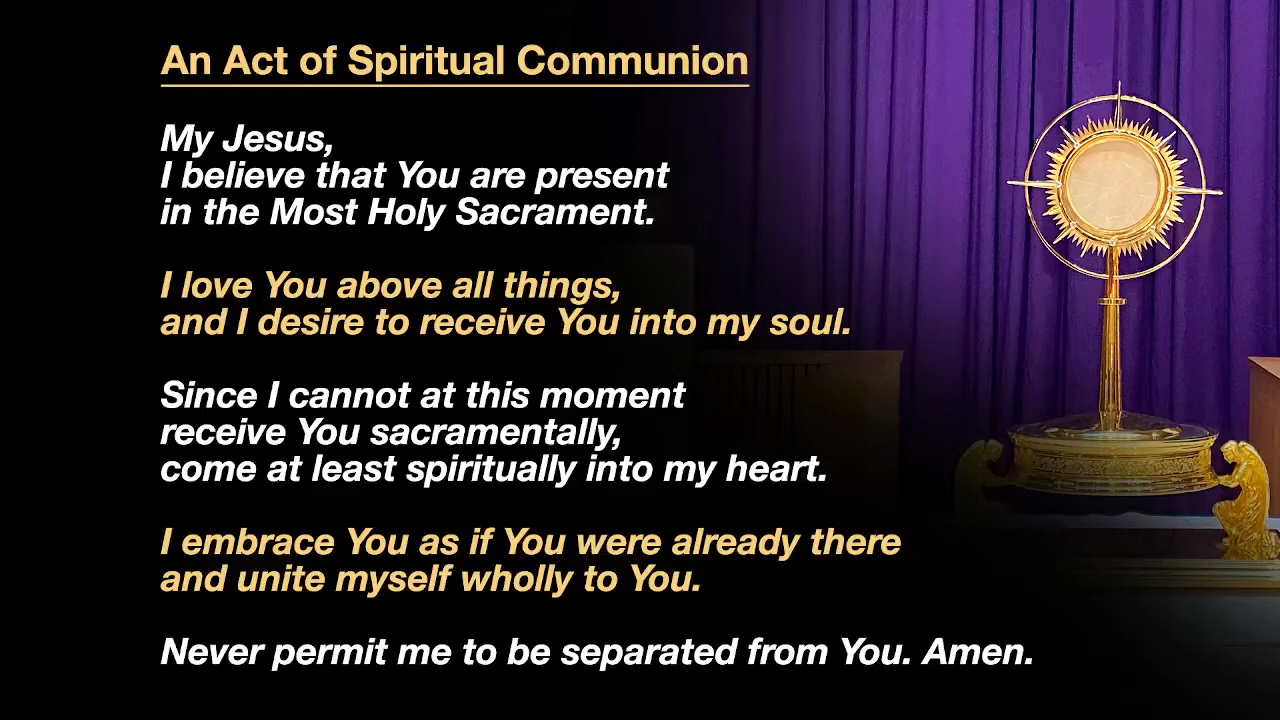 An Act of Spiritual Communion
My Jesus,
I believe that You are present
in the Most Holy Sacrament.
I love You above all things,
and I desire to receive You into my soul.
Since I cannot at this moment
receive You sacramentally,
come at least spiritually into my heart.
I embrace You as if You were already there
and unite myself wholly to You.
Never permit me to be separated from You. Amen.